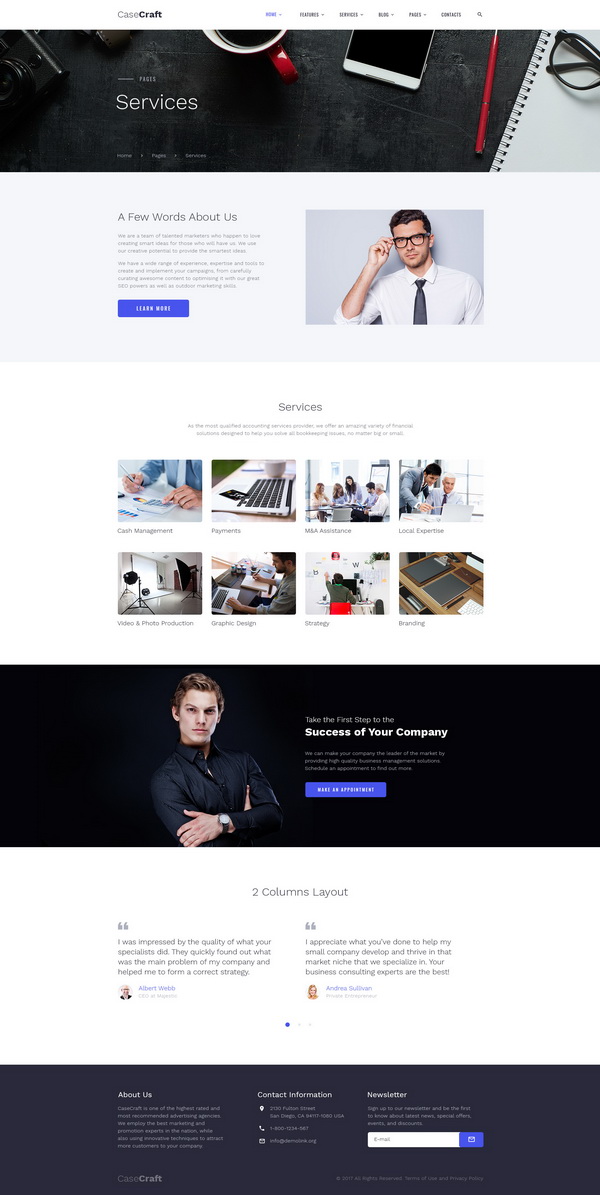 CaseCraft
HOME
FEATURES
SERVICES
BLOG
PAGES
CONTACTS
PAGES
Services
Home
Pages
Services
A Few Words About Us
We are a team of talented marketers who happen to love
creating smart ideas for those who will have us. We use
our creative potential to provide the smartest ideas.
We have a wide range of experience, expertise and tools to
create and implement your campaigns, from carefully
curating awesome content to optimising it with our great
SEO powers as well as outdoor marketing skills.
LEARN MORE
Services
As the most qualified accounting services provider, we offer an amazing variety of financial
solutions designed to help you solve all bookkeeping issues, no matter big or small.
Cash Management
Payments
M&A Assistance
Local Expertise
Video & Photo Production
Graphic Design
Strategy
Branding
Take the First Step to the
Success of Your Company
We can make your company the leader of the market by
providing high quality business management solutions.
Schedule an appointment to find out more.
MAKE AN APPOINTMENT
2 Columns Layout
I was impressed by the quality of what your
specialists did. They quickly found out what
was the main problem of my company and
helped me to form a correct strategy.
Albert Webb
CEO at Majestic
I appreciate what you've done to help my
small company develop and thrive in that
market niche that we specialize in. Your
business consulting experts are the best!
Andrea Sullivan
Private Entrepreneur
About Us
CaseCraft is one of the highest rated and
most recommended advertising agencies.
We employ the best marketing and
promotion experts in the nation, while
also using innovative techniques to attract
more customers to your company.
Contact Information
2130 Fulton Street
San Diego, CA 94117-1080 USA
1-800-1234-567
info@demolink.org
Newsletter
Sign up to our newsletter and be the first
to know about latest news, special offers,
events, and discounts.
E-mail
CaseCraft
© 2017 All Rights Reserved. Terms of Use and Privacy Policy